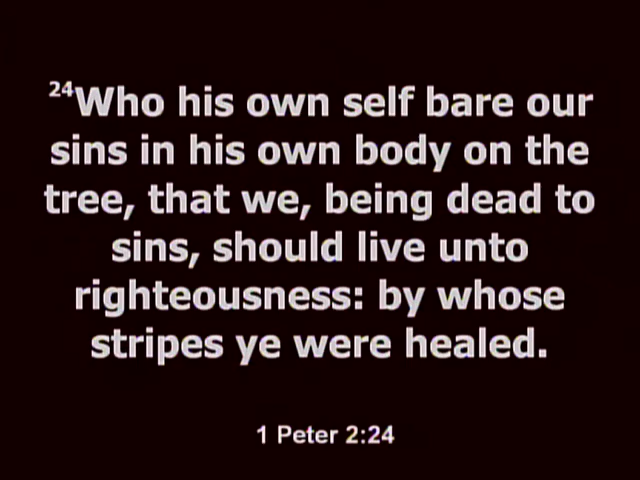 24Who his own self bare our
sins in his own body on the
tree, that we, being dead to
sins, should live unto
righteousness: by whose
stripes ye were healed.
1 Peter 2:24